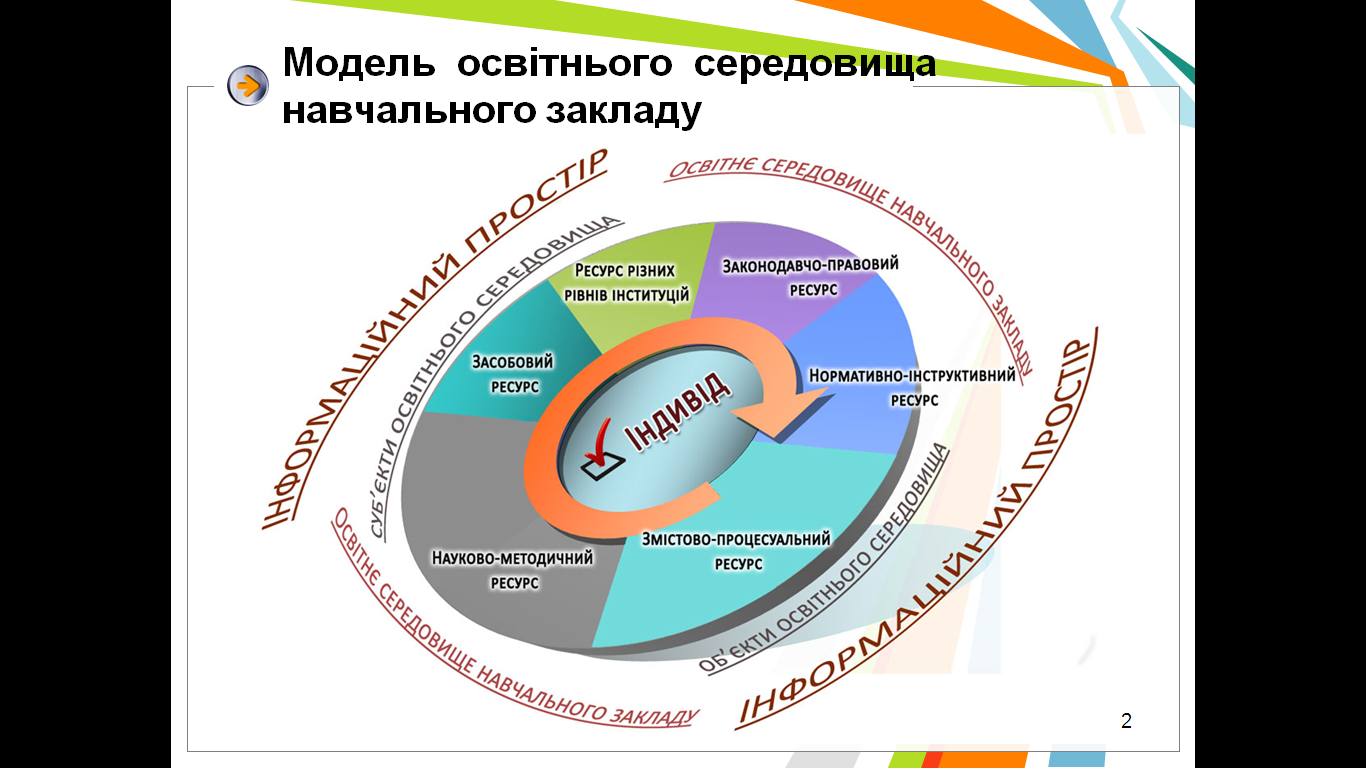 Модель освітнього середовища
навчального закладу
ІНФОРМАЦІЙНИЙ ПРОСТІР
ОСВІТНЄ СЕРЕДОВИЩЕ НАВЧАЛЬНОГО ЗАКЛАДУ
СУБ'ЄКТИ ОСВІТНЬОГО СЕРЕДОВИЩА
РЕСУРС РІЗНИХ
РІВНІВ ІНСТИТУЦІЙ
ЗАКОНОДАВЧО-ПРАВОВИЙ
РЕСУРС
ЗАСОБОВИЙ
РЕСУРС
НОРМАТИВНО-ІНСТРУКТИВНИЙ
РЕСУРС
ІНДИВІД
НАУКОВО-МЕТОДИЧНИЙ
РЕСУРС
ЗМІСТОВО-ПРОЦЕСУАЛЬНИЙ
РЕСУРС
ОБ'ЄКТИ ОСВІТНЬОГО СЕРЕДОВИЩА
ІНФОРМАЦІЙНИЙ ПРОСТІР
ОСВІТНЄ СЕРЕДОВИЩЕ НАВЧАЛЬНОГО ЗАКЛАДУ
2